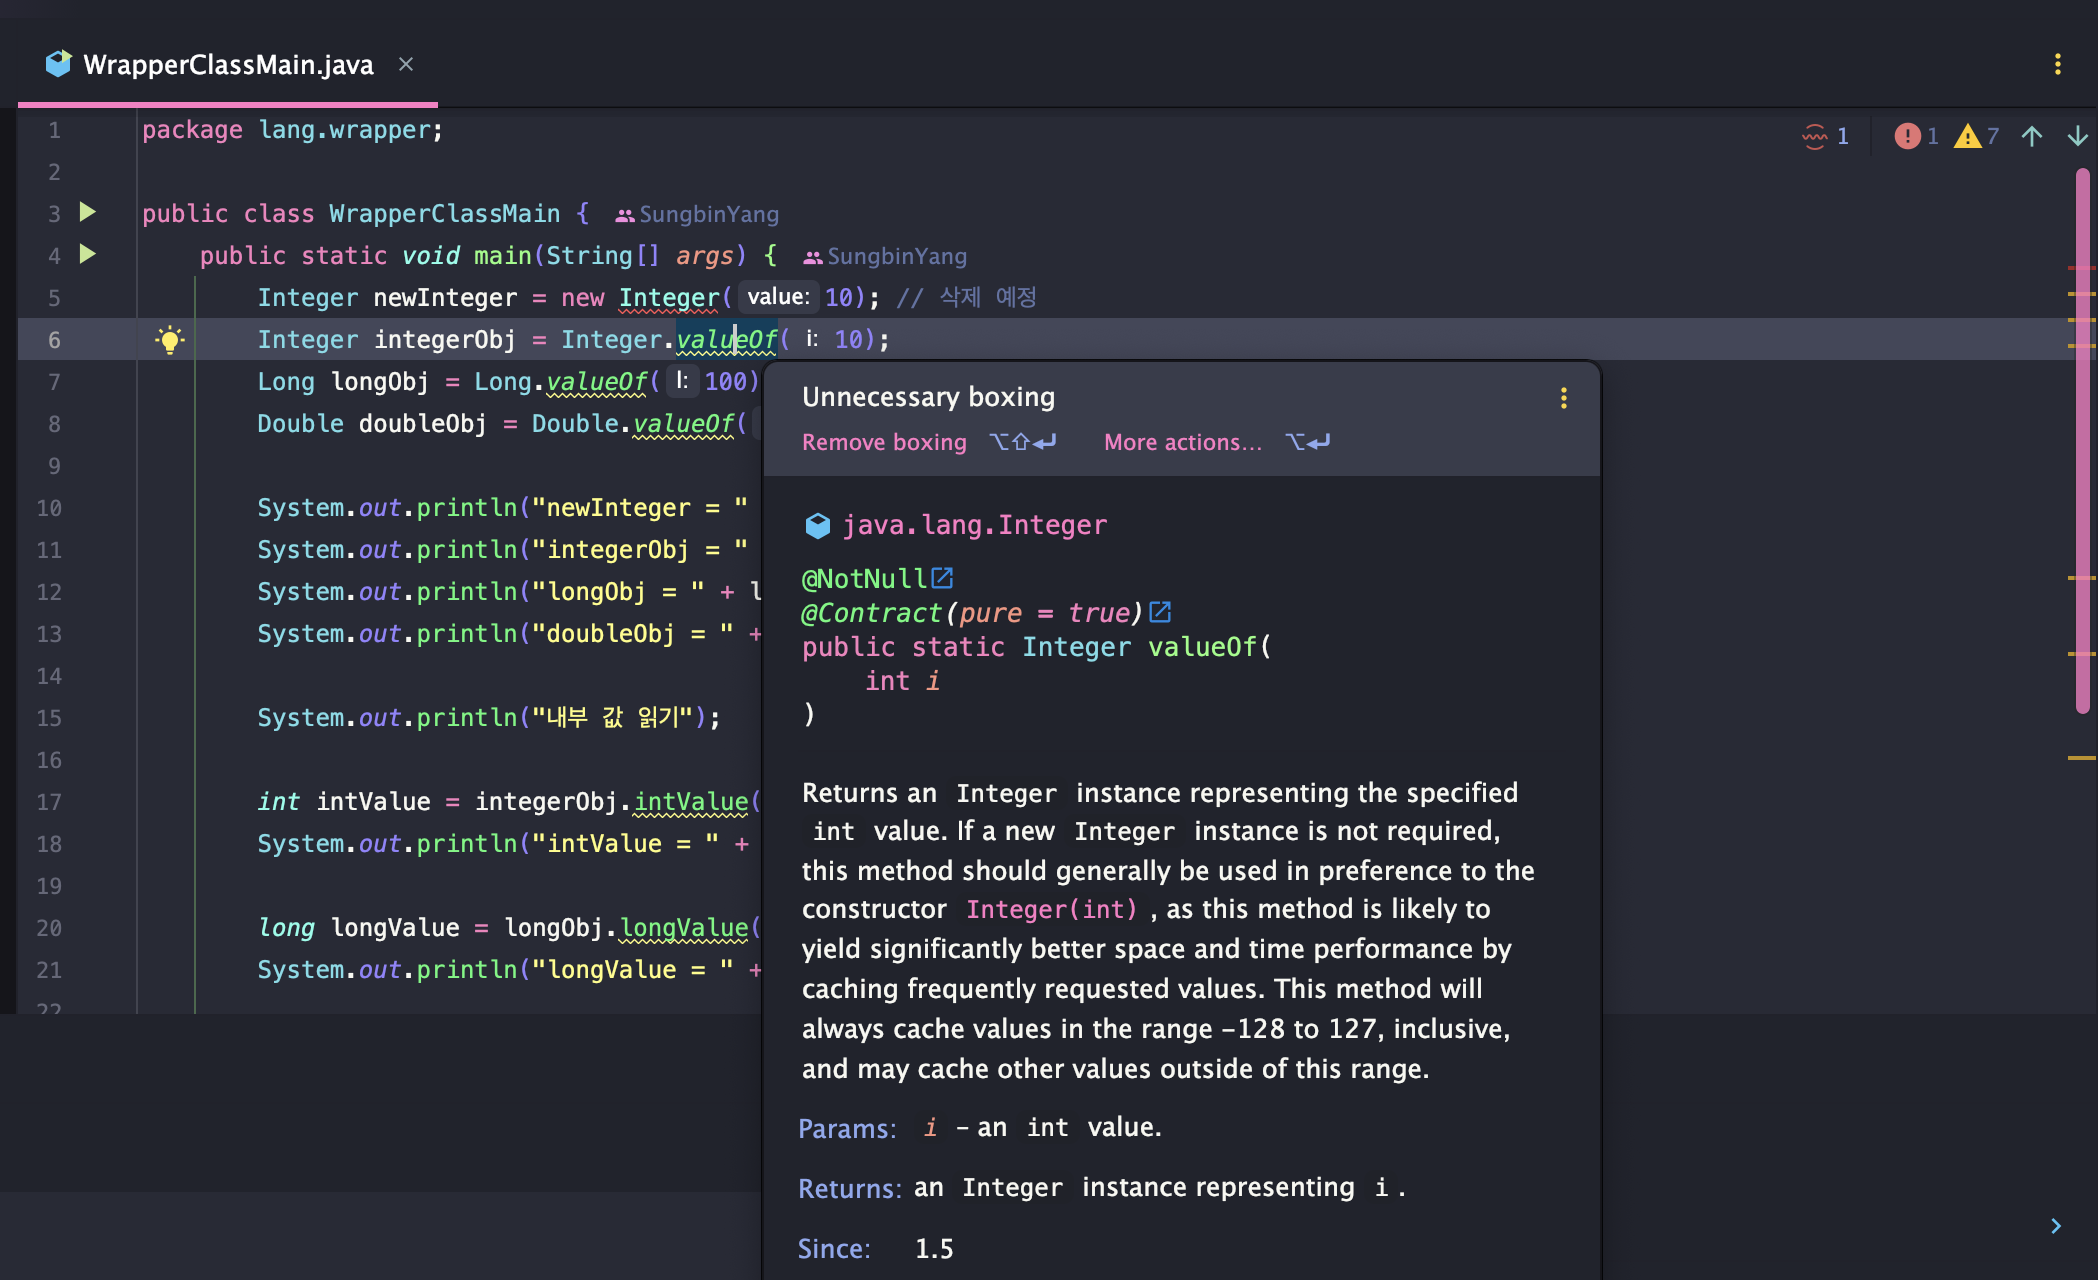 WrapperClassMain.java
1 package lang.wrapper;
1 1 7
2
3 public class WrapperClassMain { SungbinYang
4 public static void main(String[] args) { SungbinYang
5 Integer newInteger = new Integer( value: 10); // 삭제 예정
6 Integer integerObj = Integer.valueOf( i: 10);
7 Long longObj = Long.valueOf( l: 100)
8 Double doubleObj = Double.valueOf(
9
10 System.out.println("newInteger = "
11 System.out.println("integerObj = "
12 System.out.println("longObj = " + l
13 System.out.println("doubleObj = " +
14
15 System.out.println("내부 값 읽기");
16
17 int intValue = integerObj.intValue(
18 System.out.println("intValue = " +
19
20 long longValue = longObj.longValue(
21 System.out.println("longValue = " +
22
Unnecessary boxing
Remove boxing ⌥⇧↩ More actions... ⌥↩
java.lang.Integer
@NotNull
@Contract(pure = true)
public static Integer valueOf(
int i
)
Returns an Integer instance representing the specified
int value. If a new Integer instance is not required,
this method should generally be used in preference to the
constructor Integer(int) , as this method is likely to
yield significantly better space and time performance by
caching frequently requested values. This method will
always cache values in the range -128 to 127, inclusive,
and may cache other values outside of this range.
Params: i – an int value.
Returns: an Integer instance representing i .
Since: 1.5